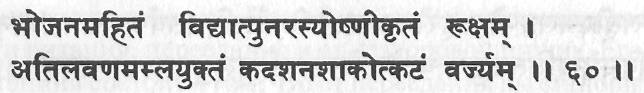 भोजनमहितं विद्यात्पुनरस्योष्णीकृतं रूक्षम् ।
अतिलवणमम्लयुक्तं कदशनशाकोत्कटं वर्ज्यम् ।। ६० ।।